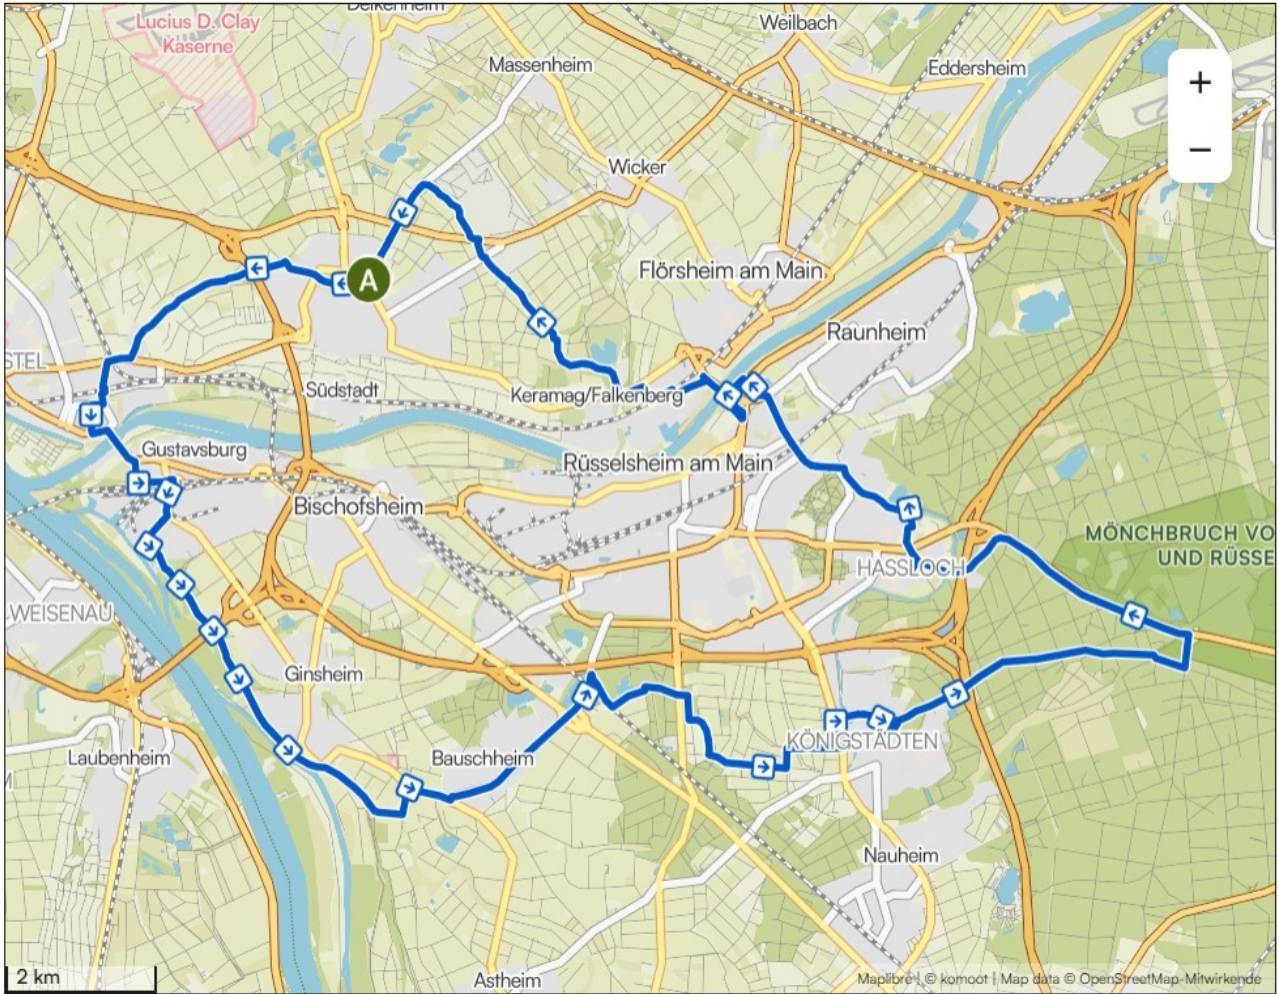 Delkenheim
Weilbach
Lucius D. Clay
Kaserne
Massenheim
Eddersheim
+
−
Wicker
A
Flörsheim am Main
Raunheim
STEL
Südstadt
Keramag/Falkenberg
Gustavsburg
Rüsselsheim am Main
Bischofsheim
MÖNCHBRUCH VO
UND RÜSSE
HASSLOCH
WEISENAU
Ginsheim
KÖNIGSTÄDTEN
Laubenheim
Bauschheim
M
Nauheim
2 km
Astheim
Maplibre | © komoot | Map data © OpenStreetMap-Mitwirkende